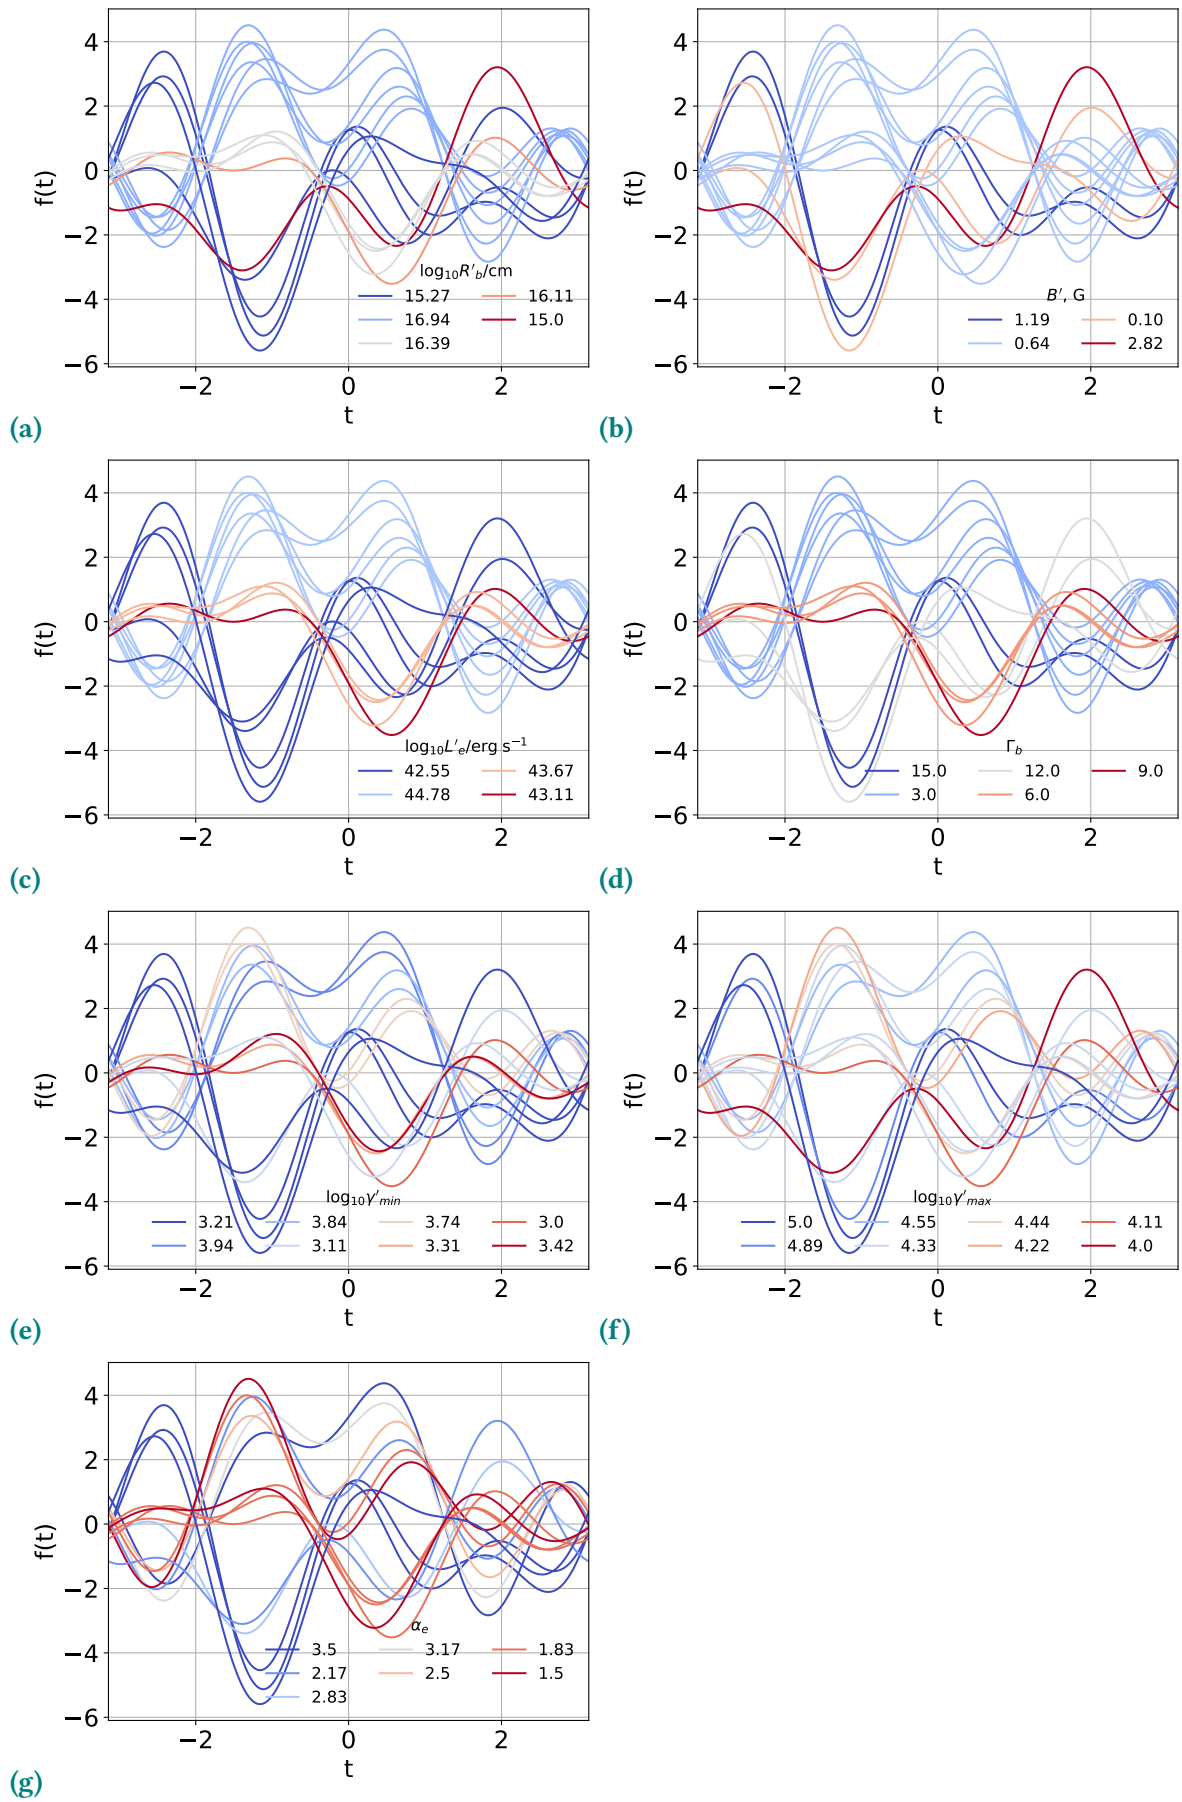 4
2
0
−2
−4
−6
f(t)
log₁₀R′b/cm
15.27 16.11
16.94 15.0
16.39
−2 0 2
t
(a)
4
2
0
−2
−4
−6
f(t)
B′, G
1.19 0.10
0.64 2.82
−2 0 2
t
(b)
4
2
0
−2
−4
−6
f(t)
log₁₀L′e/erg s⁻¹
42.55 43.67
44.78 43.11
−2 0 2
t
(c)
4
2
0
−2
−4
−6
f(t)
Γb
15.0 12.0 9.0
3.0 6.0
−2 0 2
t
(d)
4
2
0
−2
−4
−6
f(t)
log₁₀γ′min
3.21 3.84 3.74 3.0
3.94 3.11 3.31 3.42
−2 0 2
t
(e)
4
2
0
−2
−4
−6
f(t)
log₁₀γ′max
5.0 4.55 4.44 4.11
4.89 4.33 4.22 4.0
−2 0 2
t
(f)
4
2
0
−2
−4
−6
f(t)
αe
3.5 3.17 1.83
2.17 2.5 1.5
2.83
−2 0 2
t
(g)